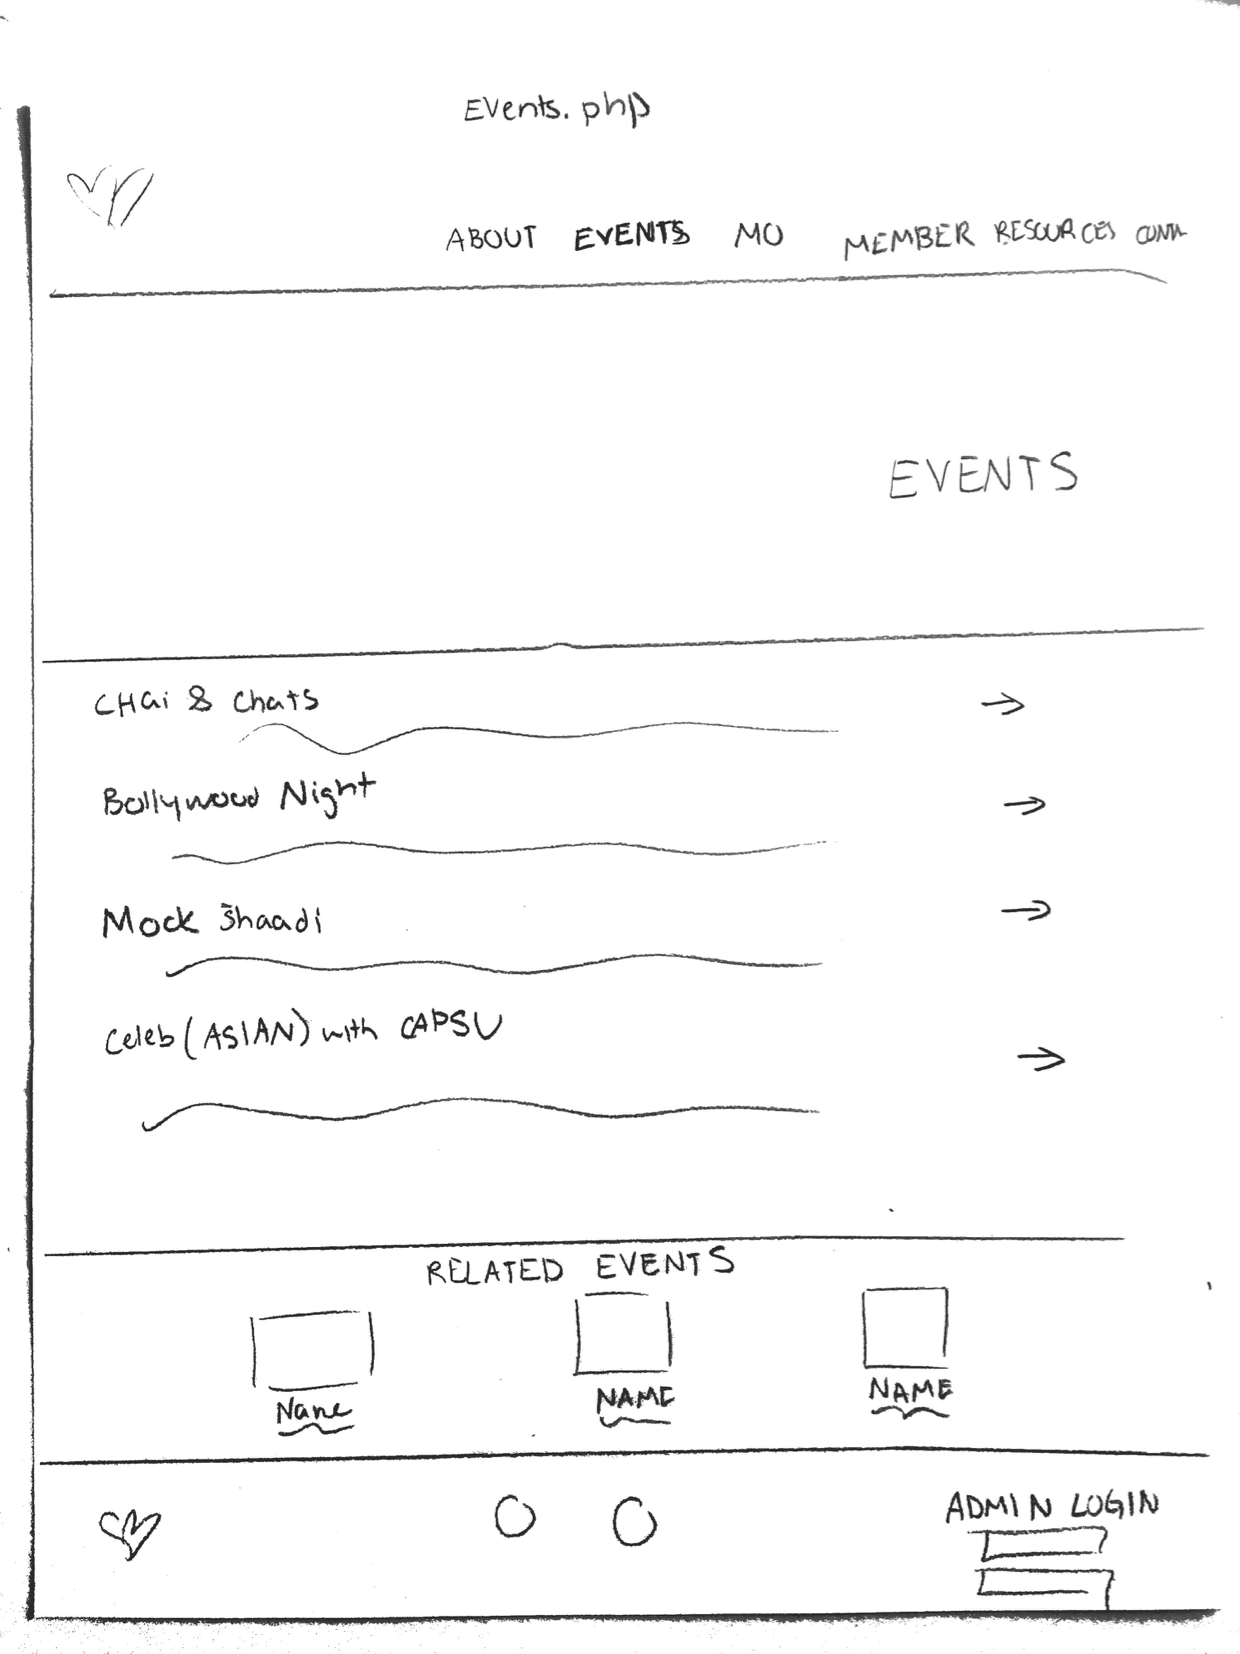 Events.php
ABOUT EVENTS MO MEMBER RESOURCES
EVENTS
CHai & Chats
Bollywood Night
Mock Shaadi
Celeb (ASIAN) with CAPSU
RELATED EVENTS
Name NAME NAME
ADMIN LOGIN